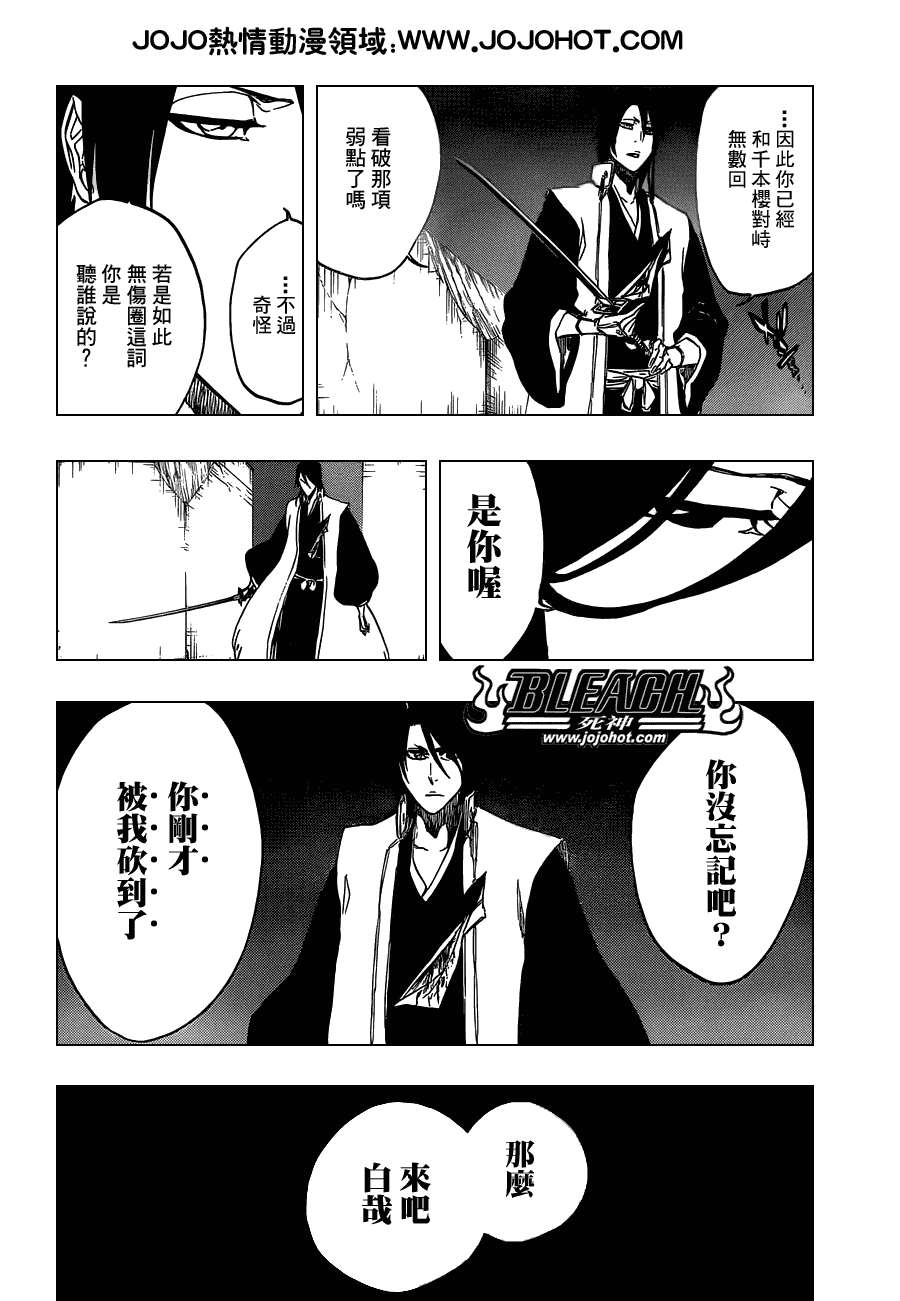 JOJO熱情動漫領域:WWW.JOJOHOT.COM
…因此你已經
和千本櫻對峙
無數回
看破那項
弱點了嗎
…不過
奇怪
若是如此
無傷圈這詞
你是
聽誰說的?
是你喔
BLEACH
死神
www.jojohot.com
你沒忘記吧?
你剛才
被我砍到了
那麼
來吧
白哉